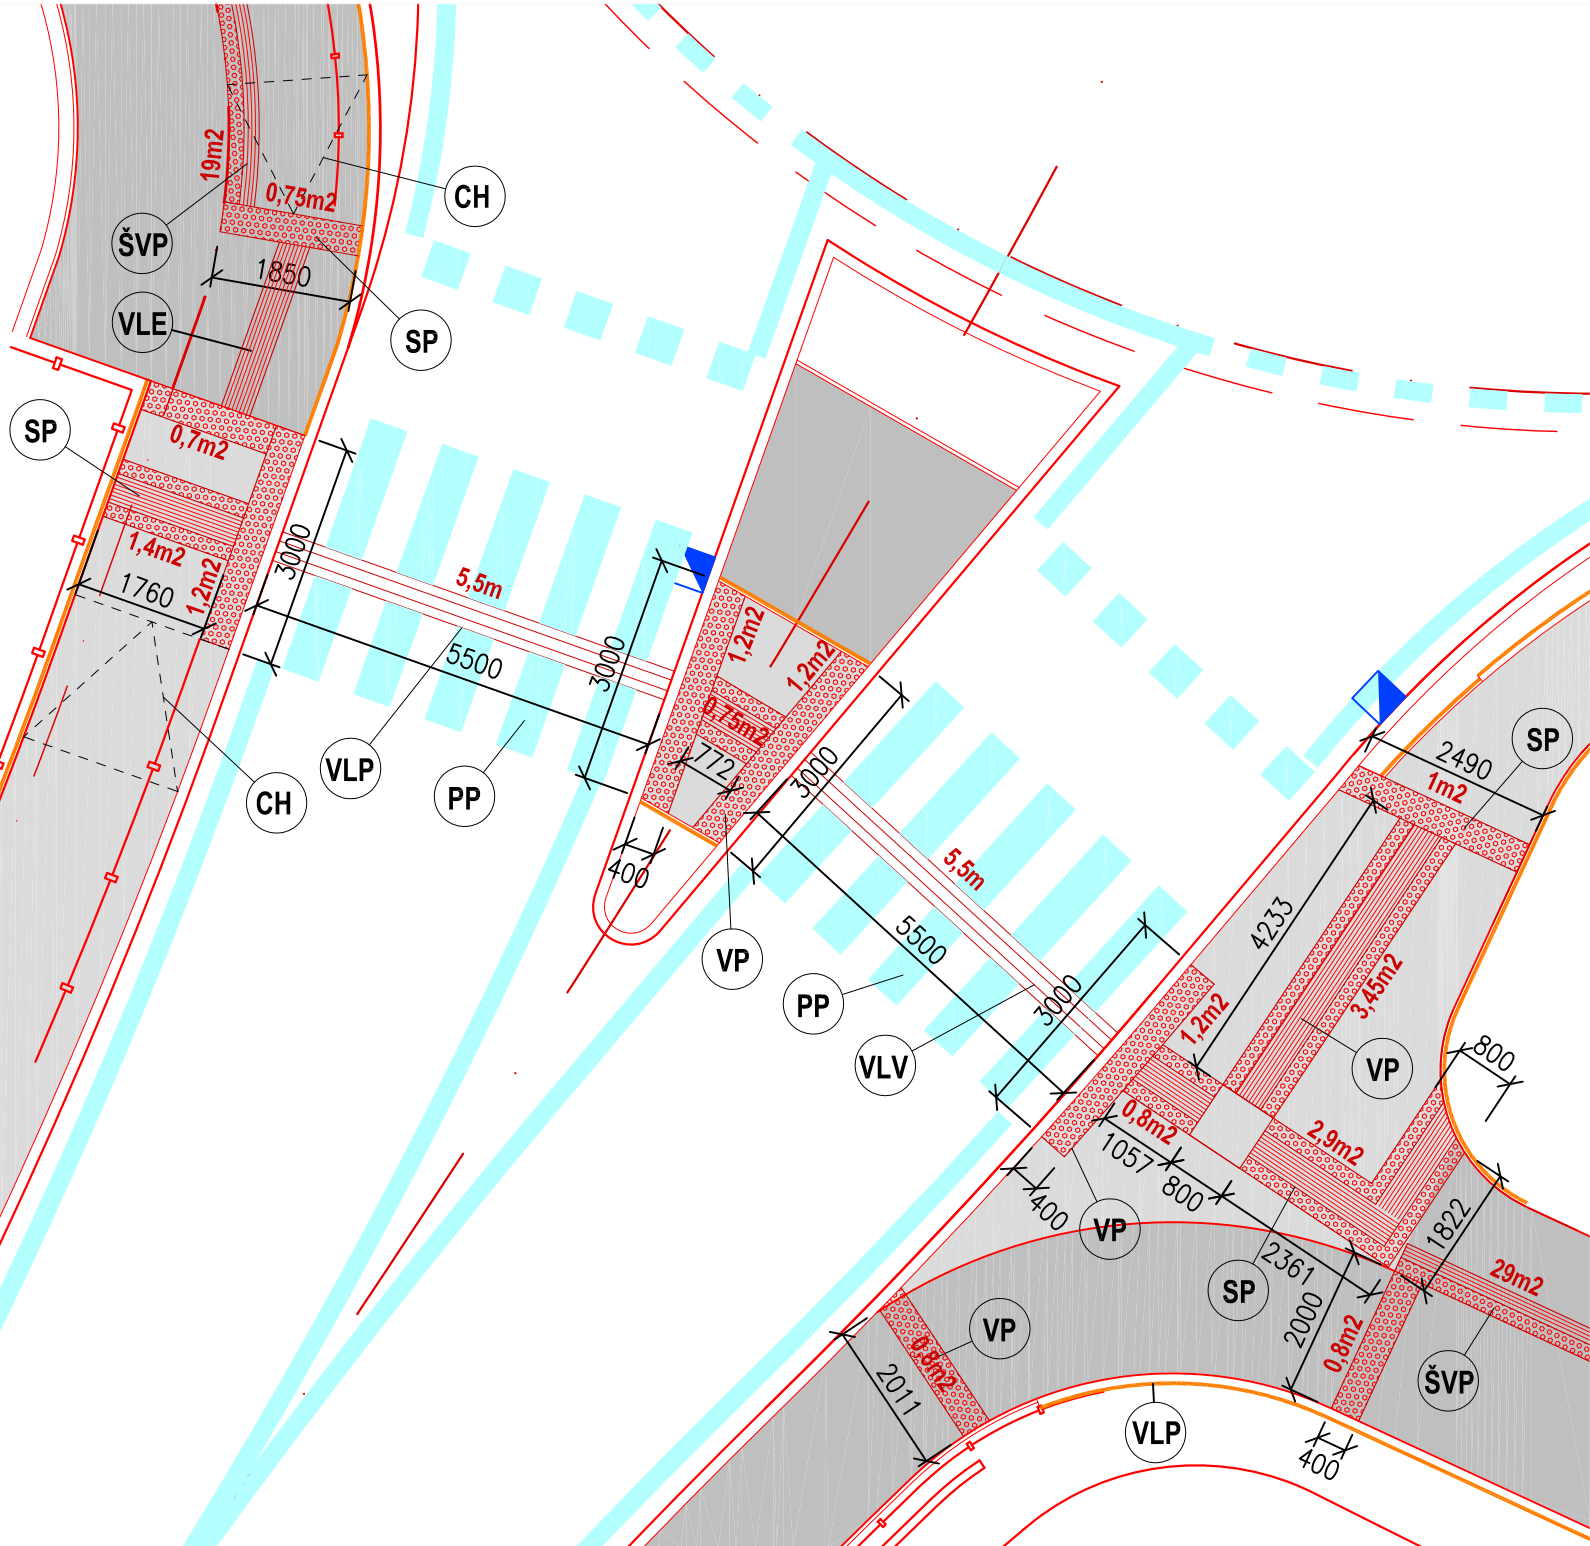 19m2
0,75m2
CH
ŠVP
1850
VLE
SP
SP
0,7m2
1,4m2
1,2m2
1760
3000
5,5m
5500
3000
CH
VLP
PP
1,2m2
1,2m2
0,75m2
772
3000
400
VP
5,5m
5500
PP
3000
VLV
2490
1m2
SP
4233
3,45m2
1,2m2
VP
800
0,8m2
2,9m2
1057
800
400
VP
2361
SP
1822
29m2
2000
0,8m2
ŠVP
VP
0,8m2
2011
VLP
400